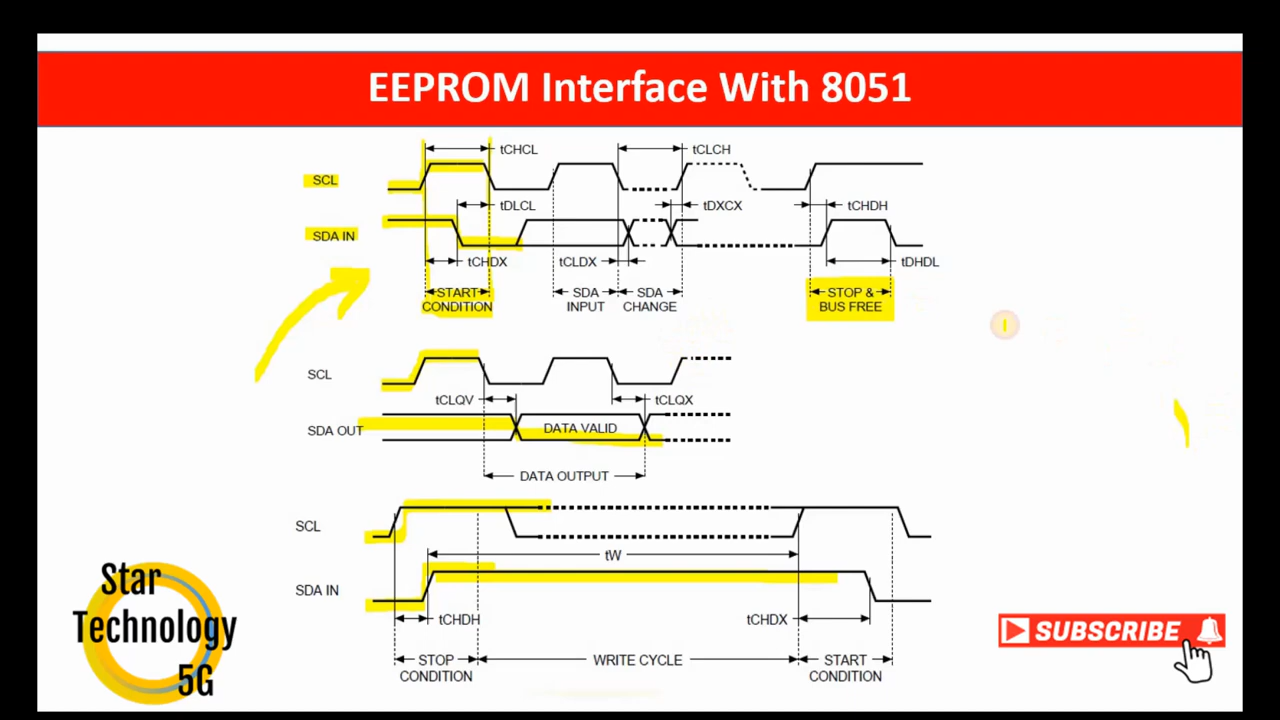 EEPROM Interface With 8051
tCHCL
tCLCH
SCL
tDLCL
tDXCX
tCHDH
SDA IN
tCHDX
tCLDX
tDHDL
START
CONDITION
SDA
INPUT
SDA
CHANGE
STOP &
BUS FREE
SCL
tCLQV
tCLQX
SDA OUT
DATA VALID
DATA OUTPUT
SCL
tW
SDA IN
tCHDH
tCHDX
STOP
CONDITION
WRITE CYCLE
START
CONDITION
Star
Technology
5G
SUBSCRIBE